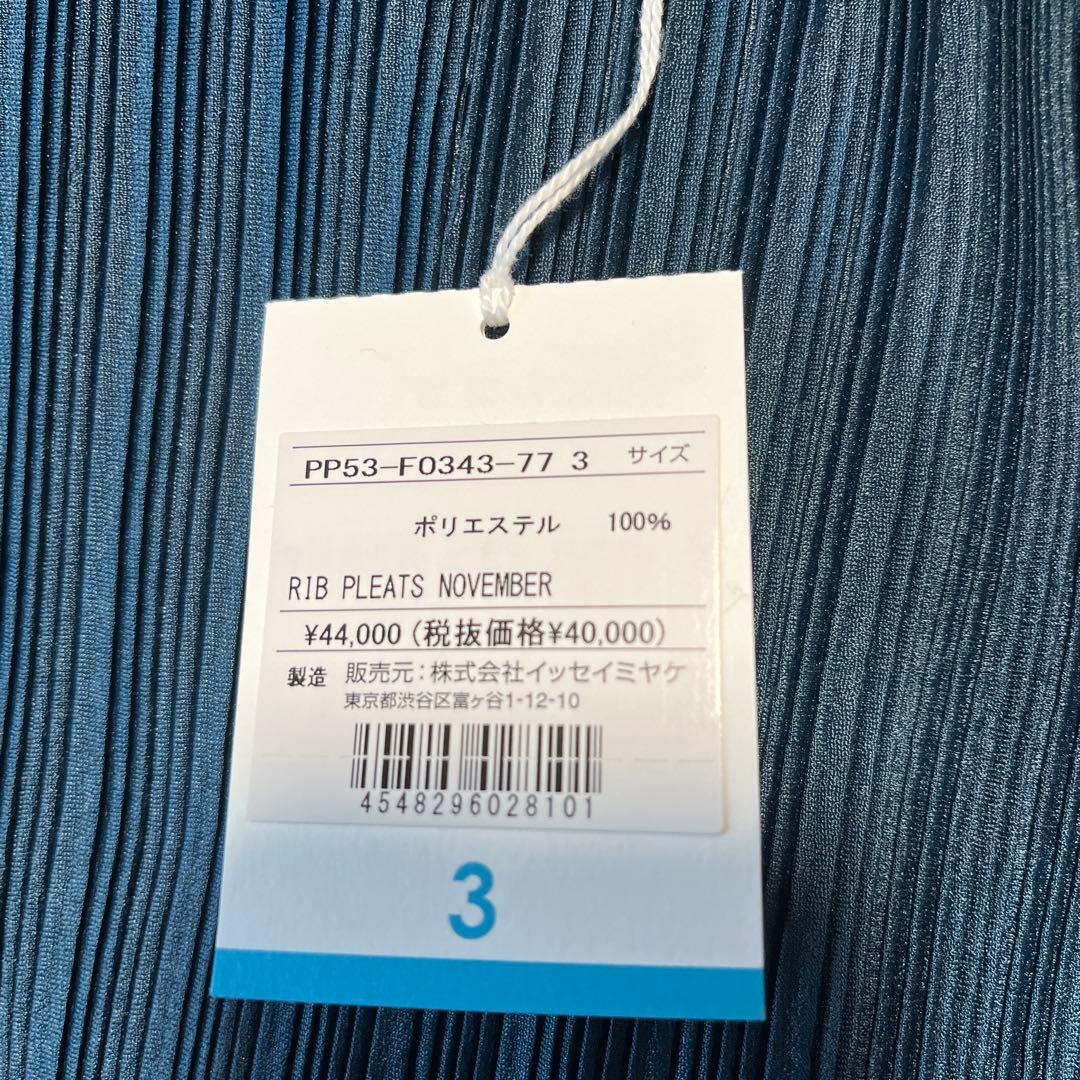 PP53-F0343-77 3 サイズ
ポリエステル 100%
RIB PLEATS NOVEMBER
¥44,000(税抜価格¥40,000)
製造 販売元:株式会社イッセイミヤケ
東京都渋谷区富ヶ谷1-12-10
4548296028101
3